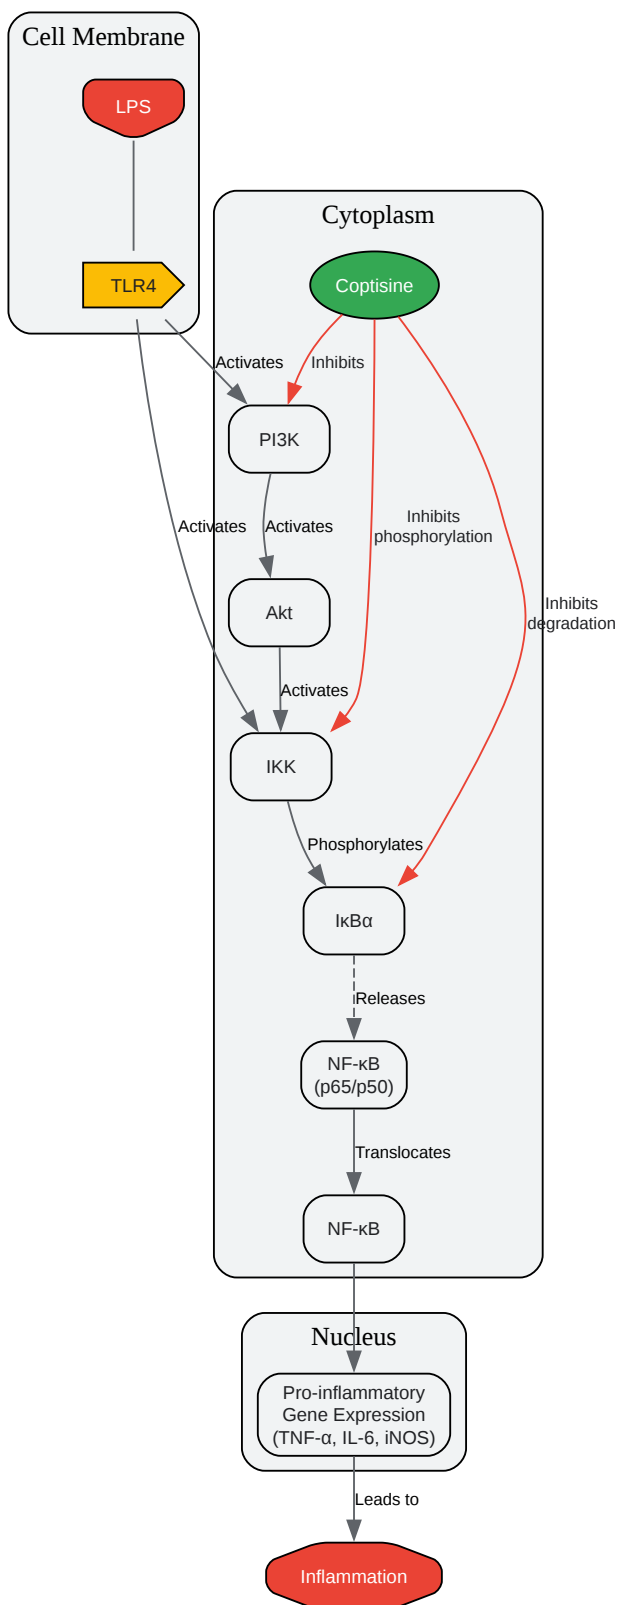 Cell Membrane
LPS
TLR4
Cytoplasm
Coptisine
Activates
Inhibits
PI3K
Activates
Activates
Inhibits
phosphorylation
Inhibits
degradation
Akt
Activates
IKK
Phosphorylates
IκBα
Releases
NF-κB
(p65/p50)
Translocates
NF-κB
Nucleus
Pro-inflammatory
Gene Expression
(TNF-α, IL-6, iNOS)
Leads to
Inflammation